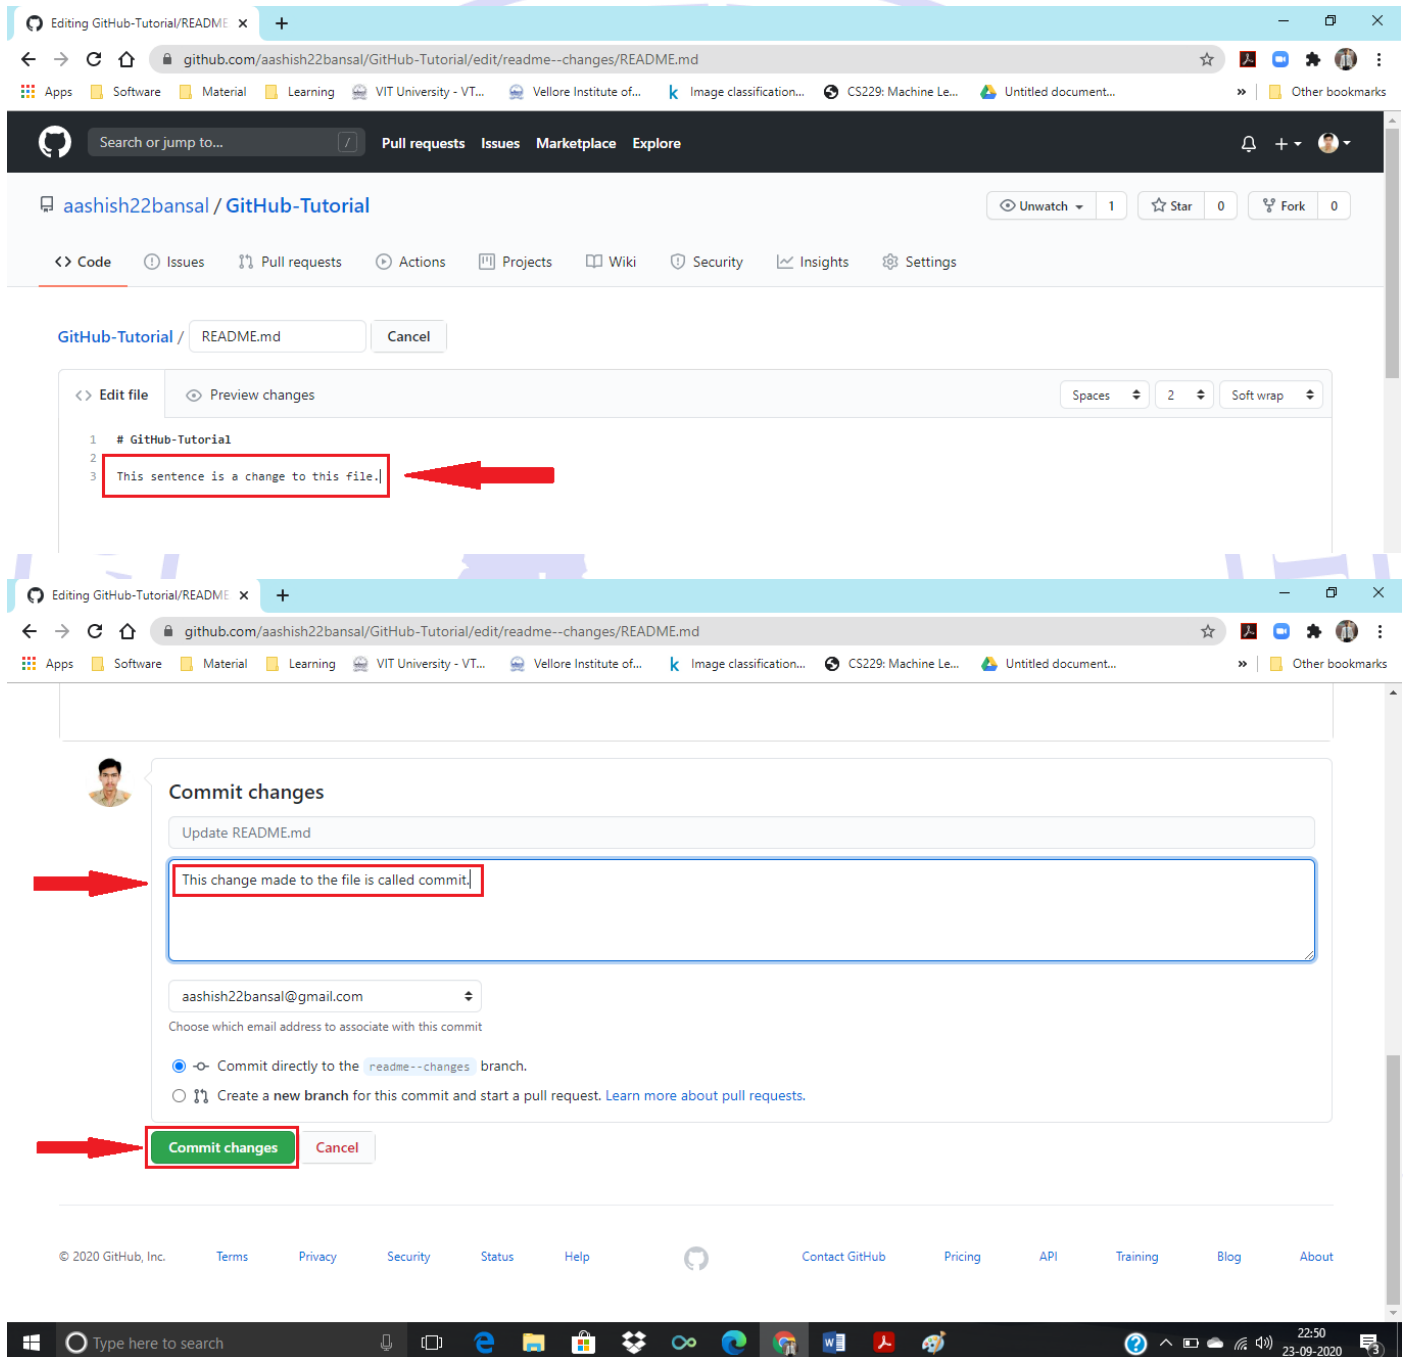 Editing GitHub-Tutorial/README
github.com/aashish22bansal/GitHub-Tutorial/edit/readme--changes/README.md
Apps Software Material Learning VIT University - VT... Vellore Institute of... k Image classification... CS229: Machine Le... Untitled document... » Other bookmarks
Search or jump to... / Pull requests Issues Marketplace Explore
aashish22bansal / GitHub-Tutorial Unwatch 1 Star 0 Fork 0
Code Issues Pull requests Actions Projects Wiki Security Insights Settings
GitHub-Tutorial / README.md Cancel
Edit file Preview changes Spaces 2 Soft wrap
1 # GitHub-Tutorial
2
3 This sentence is a change to this file.
Editing GitHub-Tutorial/README
github.com/aashish22bansal/GitHub-Tutorial/edit/readme--changes/README.md
Apps Software Material Learning VIT University - VT... Vellore Institute of... k Image classification... CS229: Machine Le... Untitled document... » Other bookmarks
Commit changes
Update README.md
This change made to the file is called commit.
aashish22bansal@gmail.com
Choose which email address to associate with this commit
Commit directly to the readme--changes branch.
Create a new branch for this commit and start a pull request. Learn more about pull requests.
Commit changes Cancel
© 2020 GitHub, Inc. Terms Privacy Security Status Help Contact GitHub Pricing API Training Blog About
Type here to search 22:50
23-09-2020 3